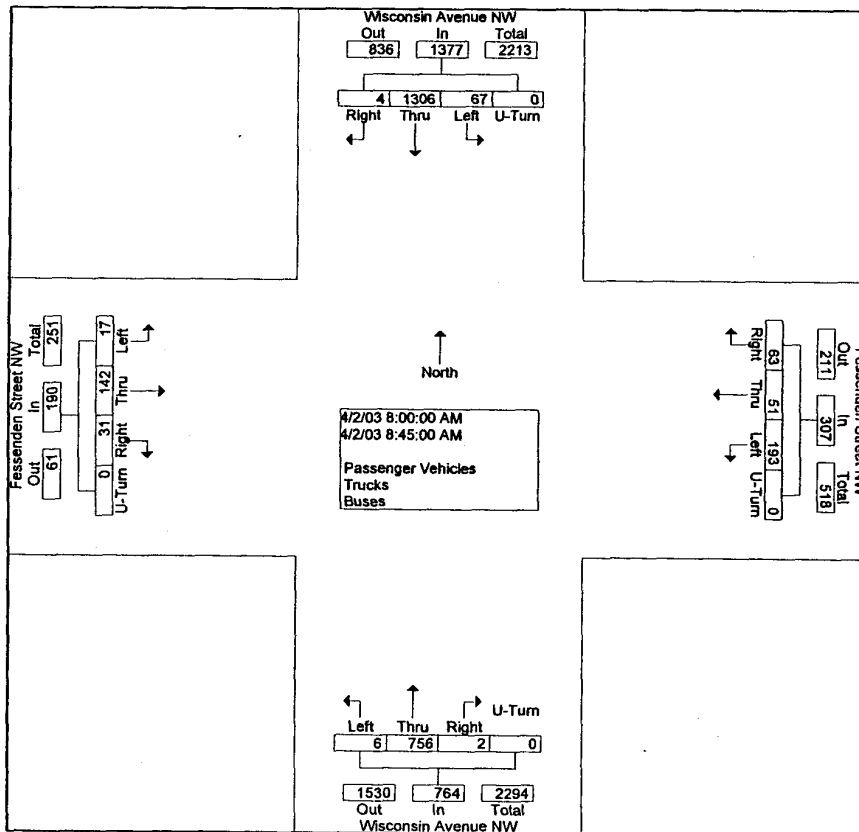 Wisconsin Avenue NW
Out In Total
836 1377 2213
4 1306 67 0
Right Thru Left U-Turn
Fessenden Street NW
Total In Out
251 190 61
17 142 31 0
Left Thru Right U-Turn
North
4/2/03 8:00:00 AM
4/2/03 8:45:00 AM
Passenger Vehicles
Trucks
Buses
Right Thru Left U-Turn
63 51 193 0
211 307 518
Out In Total
Left Thru Right U-Turn
6 756 2 0
1530 764 2294
Out In Total
Wisconsin Avenue NW